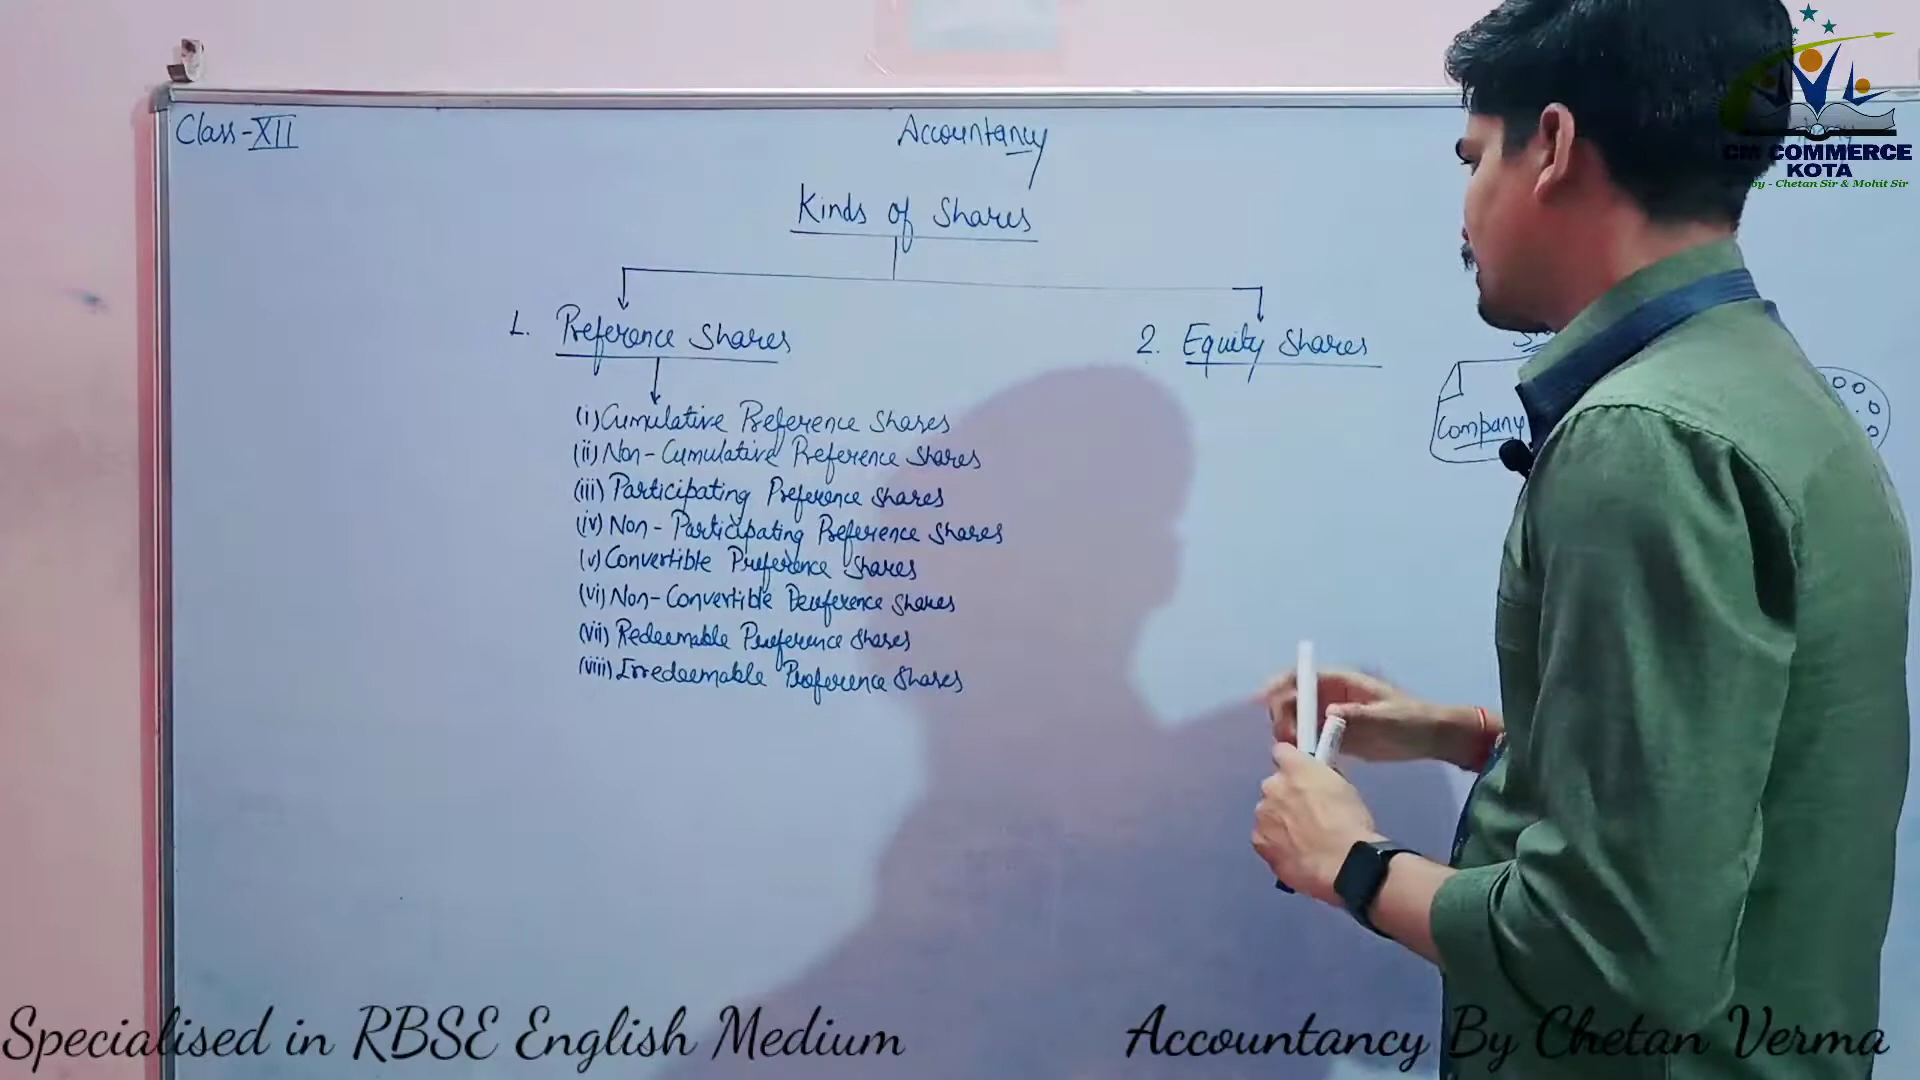 Class-XII
Accountancy
Kinds of Shares
1. Preference Shares
2. Equity Shares
(i) Cumulative Preference Shares
(ii) Non-Cumulative Preference Shares
(iii) Participating Preference Shares
(iv) Non-Participating Preference Shares
(v) Convertible Preference Shares
(vi) Non-Convertible Preference Shares
(vii) Redeemable Preference Shares
(viii) Irredeemable Preference Shares
Company
CM COMMERCE
KOTA
by - Chetan Sir & Mohit Sir
Specialised in RBSE English Medium
Accountancy By Chetan Verma